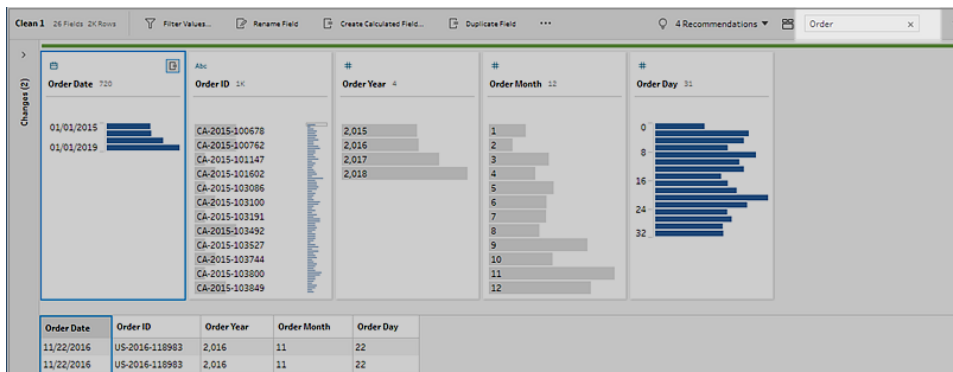 Clean 1 26 Fields 2K Rows Filter Values... Rename Field Create Calculated Field... Duplicate Field ... 4 Recommendations Order ×
Changes (2)
Order Date 720
01/01/2015
01/01/2019
Abc
Order ID 1K
CA-2015-100678
CA-2015-100762
CA-2015-101147
CA-2015-101602
CA-2015-103086
CA-2015-103100
CA-2015-103191
CA-2015-103492
CA-2015-103527
CA-2015-103744
CA-2015-103800
CA-2015-103849
#
Order Year 4
2,015
2,016
2,017
2,018
#
Order Month 12
1
2
3
4
5
6
7
8
9
10
11
12
#
Order Day 31
0
8
16
24
32
Order Date Order ID Order Year Order Month Order Day
11/22/2016 US-2016-118983 2,016 11 22
11/22/2016 US-2016-118983 2,016 11 22